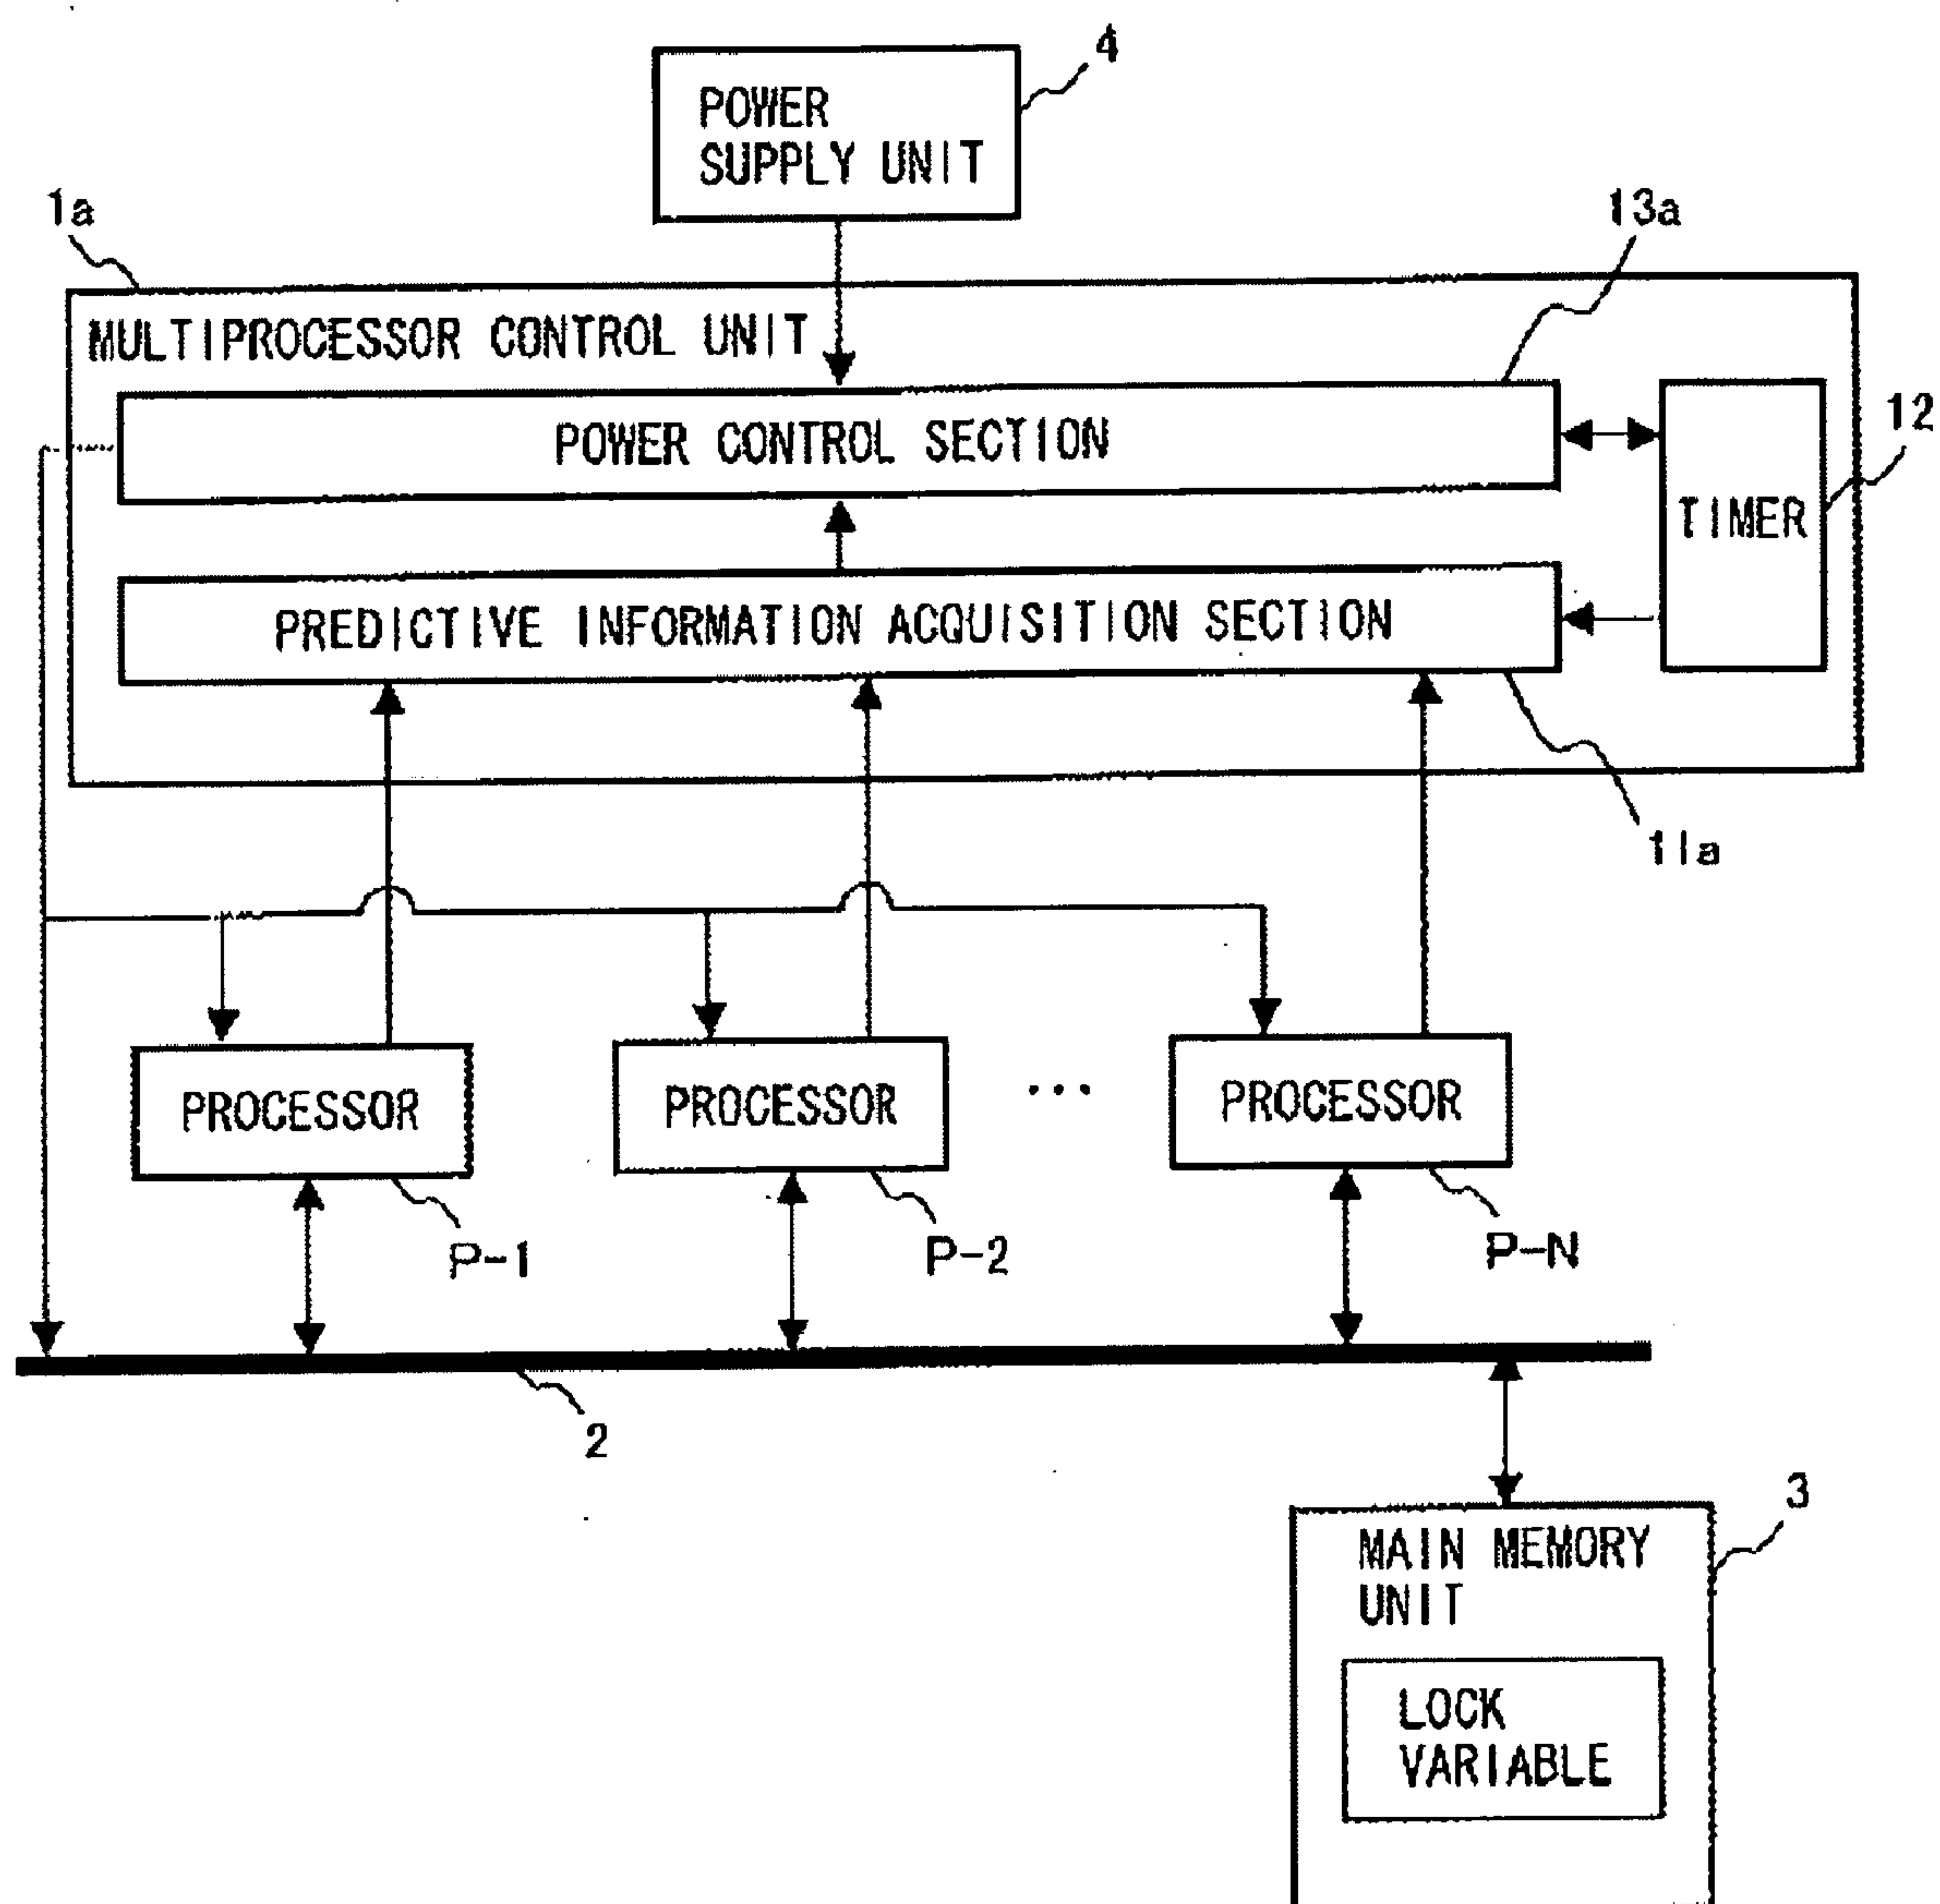 4
POWER
SUPPLY UNIT
1a
13a
MULTIPROCESSOR CONTROL UNIT
POWER CONTROL SECTION
12
TIMER
PREDICTIVE INFORMATION ACQUISITION SECTION
11a
PROCESSOR
PROCESSOR
...
PROCESSOR
P-1
P-2
P-N
2
3
MAIN MEMORY
UNIT
LOCK
VARIABLE